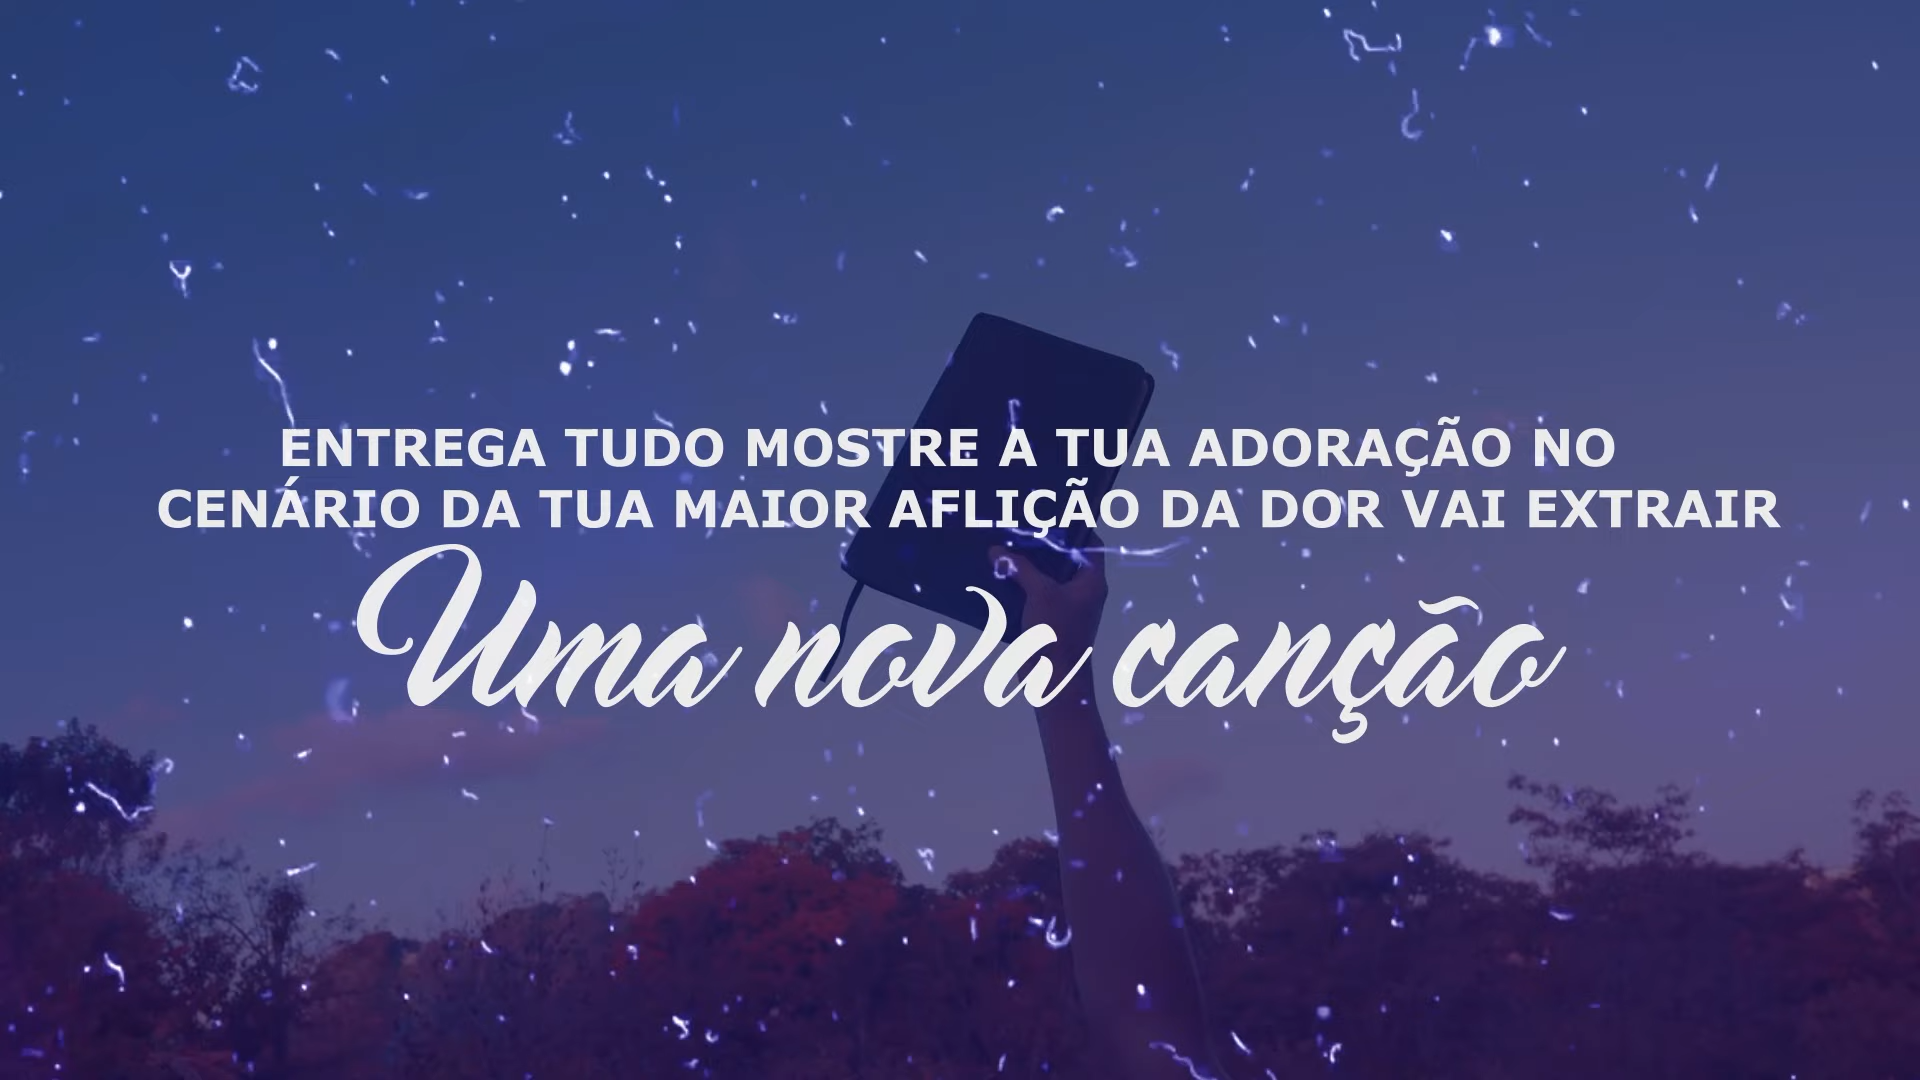 ENTREGA TUDO MOSTRE A TUA ADORAÇÃO NO
CENÁRIO DA TUA MAIOR AFLIÇÃO DA DOR VAI EXTRAIR
Uma nova canção